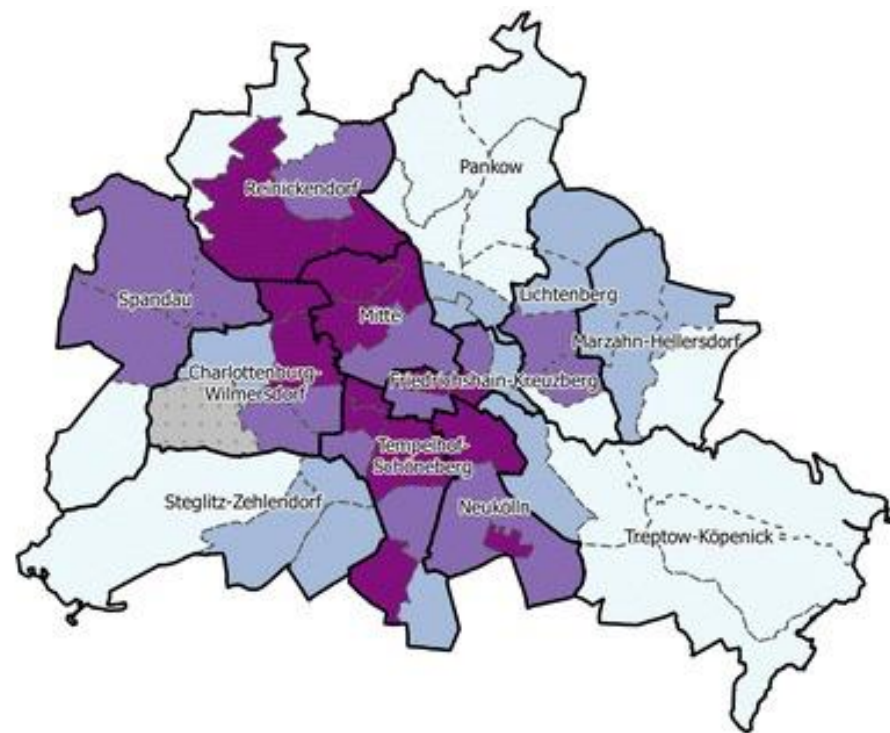 Pankow
Reinickendorf
Spandau
Mitte
Lichtenberg
Marzahn-Hellersdorf
Charlottenburg-
Wilmersdorf
Friedrichshain-Kreuzberg
Tempelhof-
Schöneberg
Steglitz-Zehlendorf
Neukölln
Treptow-Köpenick